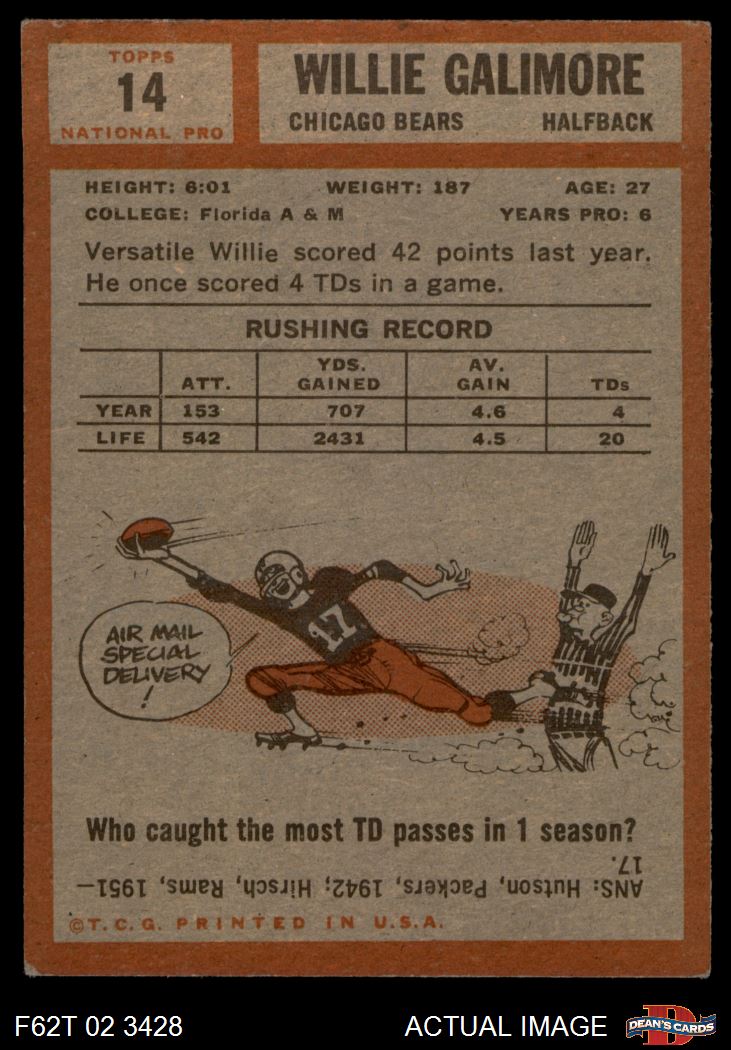 TOPPS
14
NATIONAL PRO
WILLIE GALIMORE
CHICAGO BEARS HALFBACK
HEIGHT: 6:01 WEIGHT: 187 AGE: 27
COLLEGE: Florida A & M YEARS PRO: 6
Versatile Willie scored 42 points last year.
He once scored 4 TDs in a game.
RUSHING RECORD
ATT. YDS. GAINED AV. GAIN TDs
YEAR 153 707 4.6 4
LIFE 542 2431 4.5 20
17
AIR MAIL
SPECIAL
DELIVERY
!
Who caught the most TD passes in 1 season?
ANS: Hutson, Packers, 1942; Hirsch, Rams, 1951—
17.
©T.C.G. PRINTED IN U.S.A.
F62T 02 3428 ACTUAL IMAGE
DEAN'S CARDS